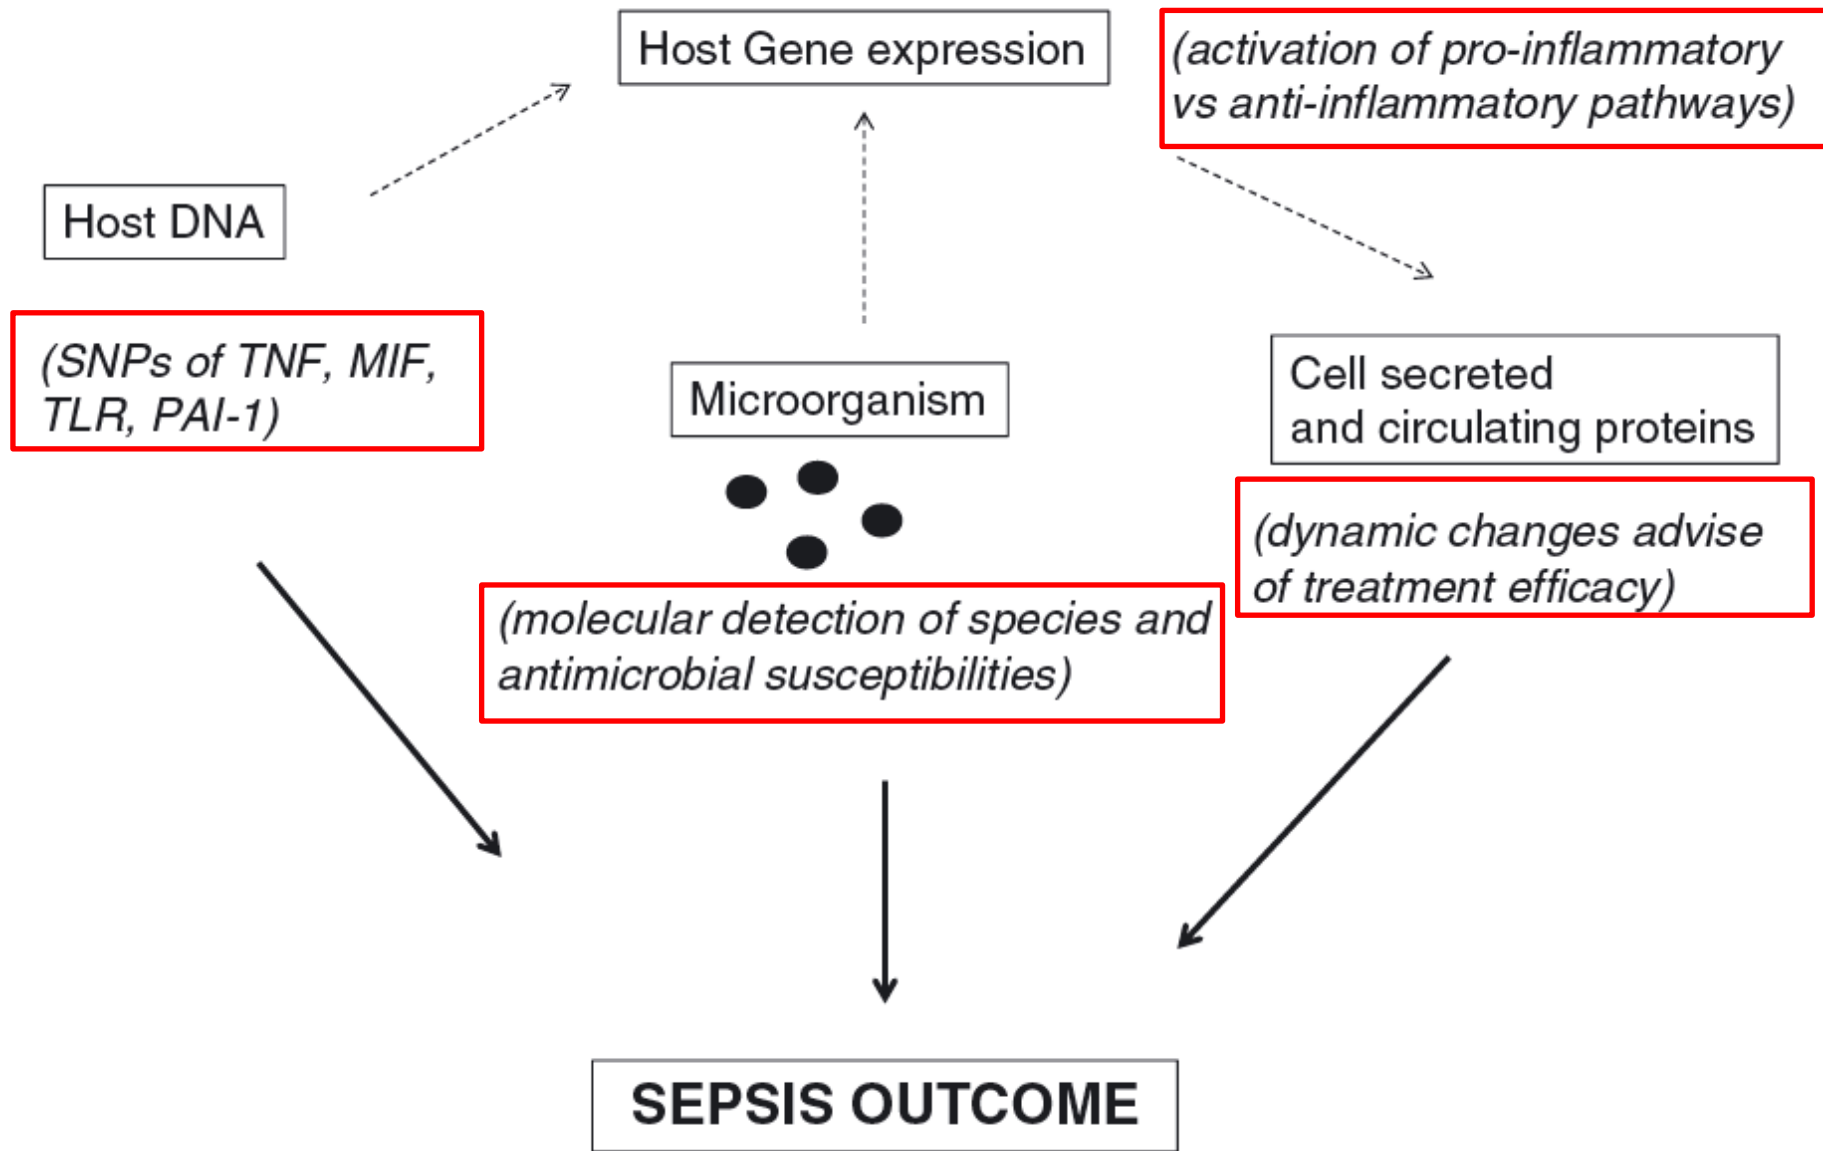 Host Gene expression
(activation of pro-inflammatory
vs anti-inflammatory pathways)
Host DNA
(SNPs of TNF, MIF,
TLR, PAI-1)
Microorganism
Cell secreted
and circulating proteins
(molecular detection of species and
antimicrobial susceptibilities)
(dynamic changes advise
of treatment efficacy)
SEPSIS OUTCOME